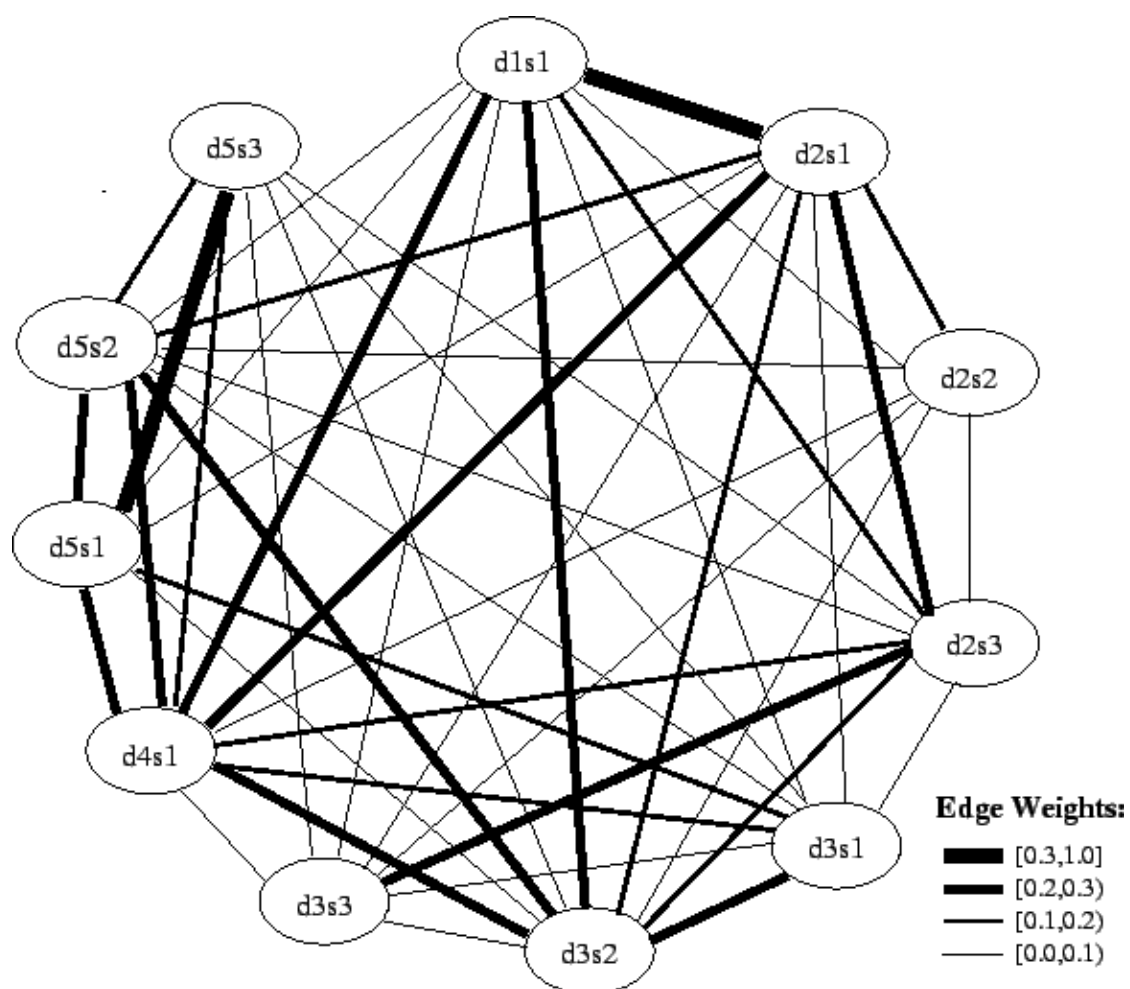 d1s1
d5s3
d2s1
d5s2
d2s2
d5s1
d2s3
d4s1
Edge Weights:
d3s1
[0.3,1.0]
[0.2,0.3)
d3s3
[0.1,0.2)
d3s2
[0.0,0.1)